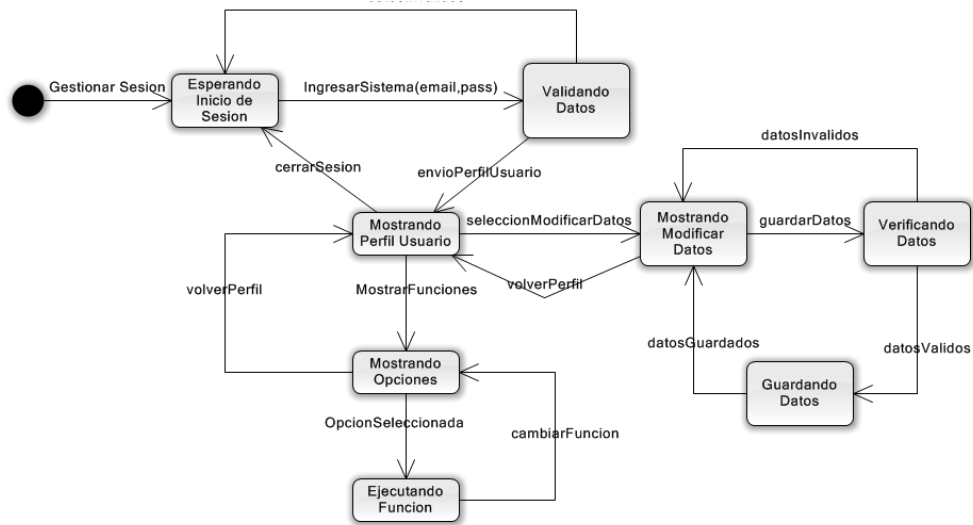 Gestionar Sesion
Esperando
Inicio de
Sesion
IngresarSistema(email,pass)
Validando
Datos
datosInvalidos
cerrarSesion
envioPerfilUsuario
Mostrando
Perfil Usuario
seleccionModificarDatos
Mostrando
Modificar
Datos
guardarDatos
Verificando
Datos
volverPerfil
MostrarFunciones
volverPerfil
datosGuardados
datosValidos
Mostrando
Opciones
Guardando
Datos
OpcionSeleccionada
cambiarFuncion
Ejecutando
Funcion